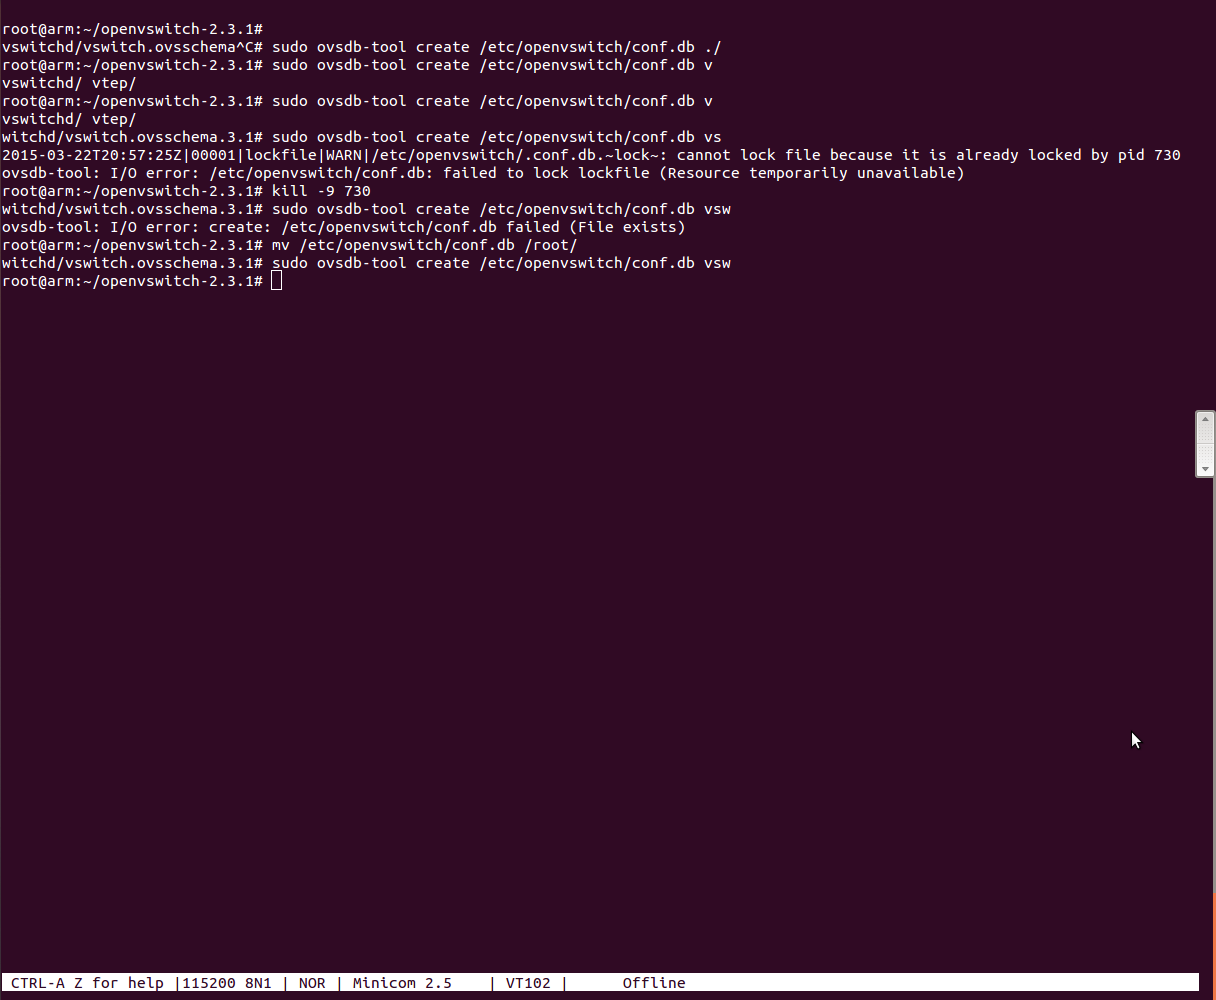 root@arm:~/openvswitch-2.3.1#
vswitchd/vswitch.ovsschema^C# sudo ovsdb-tool create /etc/openvswitch/conf.db ./
root@arm:~/openvswitch-2.3.1# sudo ovsdb-tool create /etc/openvswitch/conf.db v
vswitchd/ vtep/
root@arm:~/openvswitch-2.3.1# sudo ovsdb-tool create /etc/openvswitch/conf.db v
vswitchd/ vtep/
witchd/vswitch.ovsschema.3.1# sudo ovsdb-tool create /etc/openvswitch/conf.db vs
2015-03-22T20:57:25Z|00001|lockfile|WARN|/etc/openvswitch/.conf.db.~lock~: cannot lock file because it is already locked by pid 730
ovsdb-tool: I/O error: /etc/openvswitch/conf.db: failed to lock lockfile (Resource temporarily unavailable)
root@arm:~/openvswitch-2.3.1# kill -9 730
witchd/vswitch.ovsschema.3.1# sudo ovsdb-tool create /etc/openvswitch/conf.db vsw
ovsdb-tool: I/O error: create: /etc/openvswitch/conf.db failed (File exists)
root@arm:~/openvswitch-2.3.1# mv /etc/openvswitch/conf.db /root/
witchd/vswitch.ovsschema.3.1# sudo ovsdb-tool create /etc/openvswitch/conf.db vsw
root@arm:~/openvswitch-2.3.1#
CTRL-A Z for help |115200 8N1 | NOR | Minicom 2.5    | VT102 |      Offline